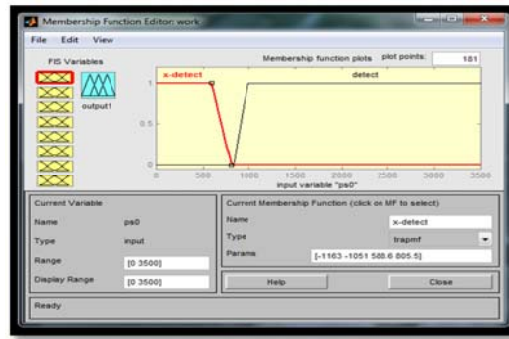 Membership Function Editor: work
File Edit View
FIS Variables
Membership function plots plot points: 181
x-detect detect
output1
1
0.5
0
0 500 1000 1500 2000 2500 3000 3500
input variable "ps0"
Current Variable
Name ps0
Type input
Range [0 3500]
Display Range [0 3500]
Current Membership Function (click on MF to select)
Name x-detect
Type trapmf
Params [-1163 -1051 588.6 805.5]
Help Close
Ready